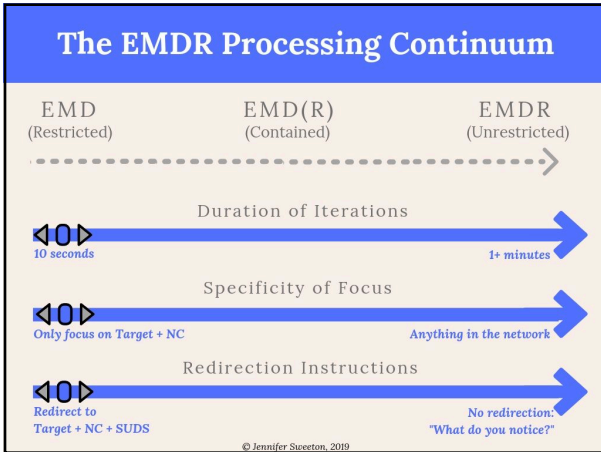 The EMDR Processing Continuum
EMD EMD(R) EMDR
(Restricted) (Contained) (Unrestricted)
Duration of Iterations
10 seconds 1+ minutes
Specificity of Focus
Only focus on Target + NC Anything in the network
Redirection Instructions
Redirect to No redirection:
Target + NC + SUDS "What do you notice?"
© Jennifer Sweeton, 2019